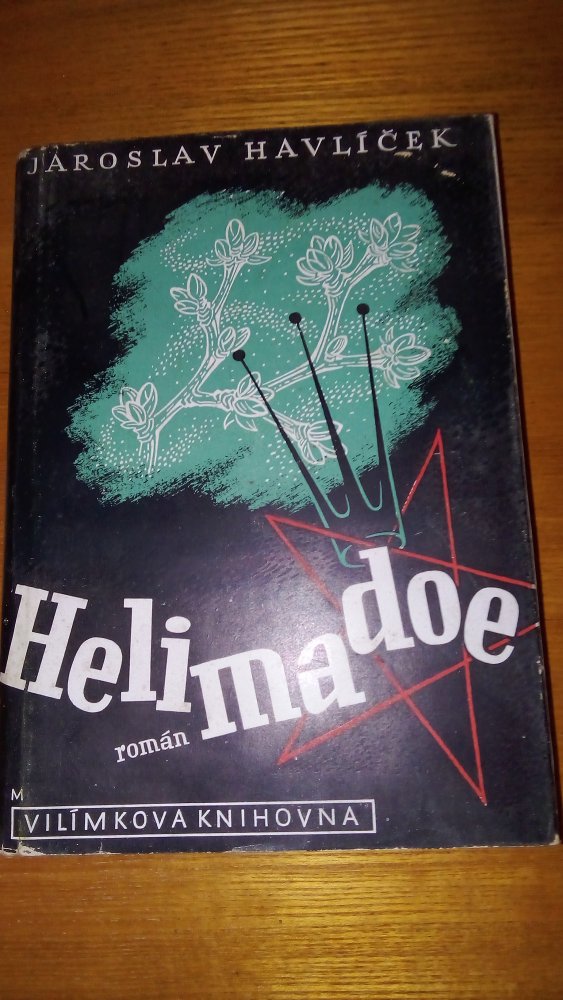 JAROSLAV HAVLÍČEK
Helimadoe
román
M
VILÍMKOVA KNIHOVNA